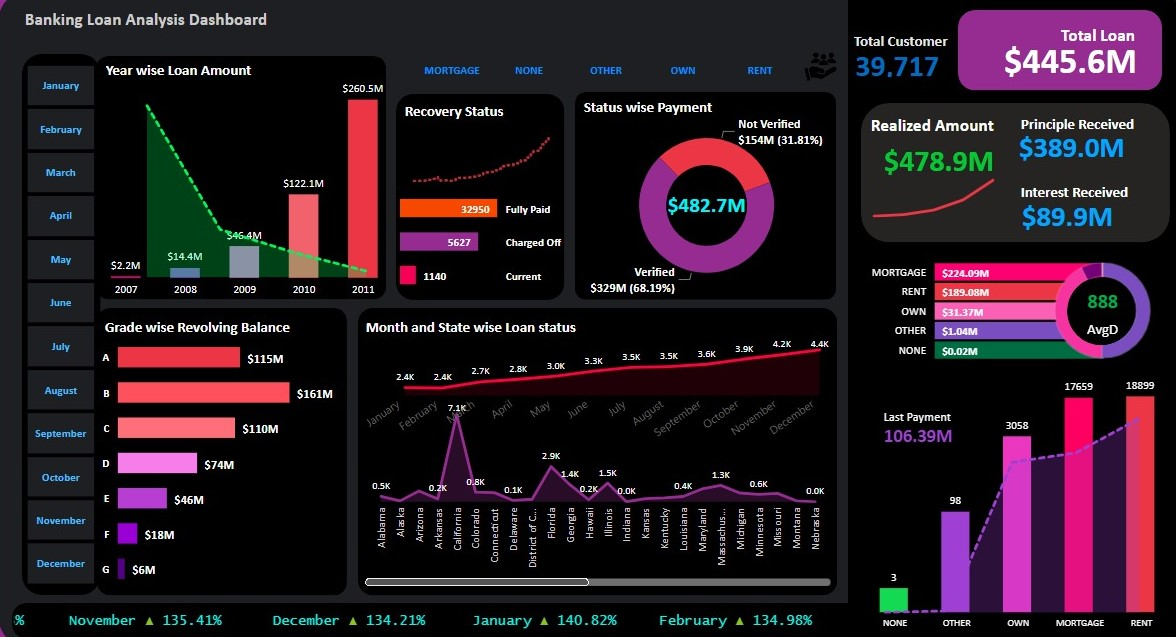 Banking Loan Analysis Dashboard
January
February
March
April
May
June
July
August
September
October
November
December
Year wise Loan Amount
$2.2M
$14.4M
$46.4M
$122.1M
$260.5M
2007 2008 2009 2010 2011
MORTGAGE NONE OTHER OWN RENT
Recovery Status
32950 Fully Paid
5627 Charged Off
1140 Current
Status wise Payment
Not Verified
$154M (31.81%)
$482.7M
Verified
$329M (68.19%)
Total Customer
39,717
Total Loan
$445.6M
Realized Amount
$478.9M
Principle Received
$389.0M
Interest Received
$89.9M
Grade wise Revolving Balance
A $115M
B $161M
C $110M
D $74M
E $46M
F $18M
G $6M
Month and State wise Loan status
2.4K 2.4K 2.7K 2.8K 3.0K 3.3K 3.5K 3.5K 3.6K 3.9K 4.2K 4.4K
January February March April May June July August September October November December
0.5K 0.2K 7.1K 0.8K 0.1K 2.9K 1.4K 0.2K 1.5K 0.0K 0.4K 1.3K 0.6K 0.0K
Alabama Alaska Arizona Arkansas California Colorado Connecticut Delaware District of C... Florida Georgia Hawaii Illinois Indiana Kansas Kentucky Louisiana Maryland Massachus... Michigan Minnesota Missouri Montana Nebraska
MORTGAGE $224.09M
RENT $189.08M
OWN $31.37M
OTHER $1.04M
NONE $0.02M
888
AvgD
Last Payment
106.39M
3 98 3058 17659 18899
NONE OTHER OWN MORTGAGE RENT
% November ▲ 135.41% December ▲ 134.21% January ▲ 140.82% February ▲ 134.98%